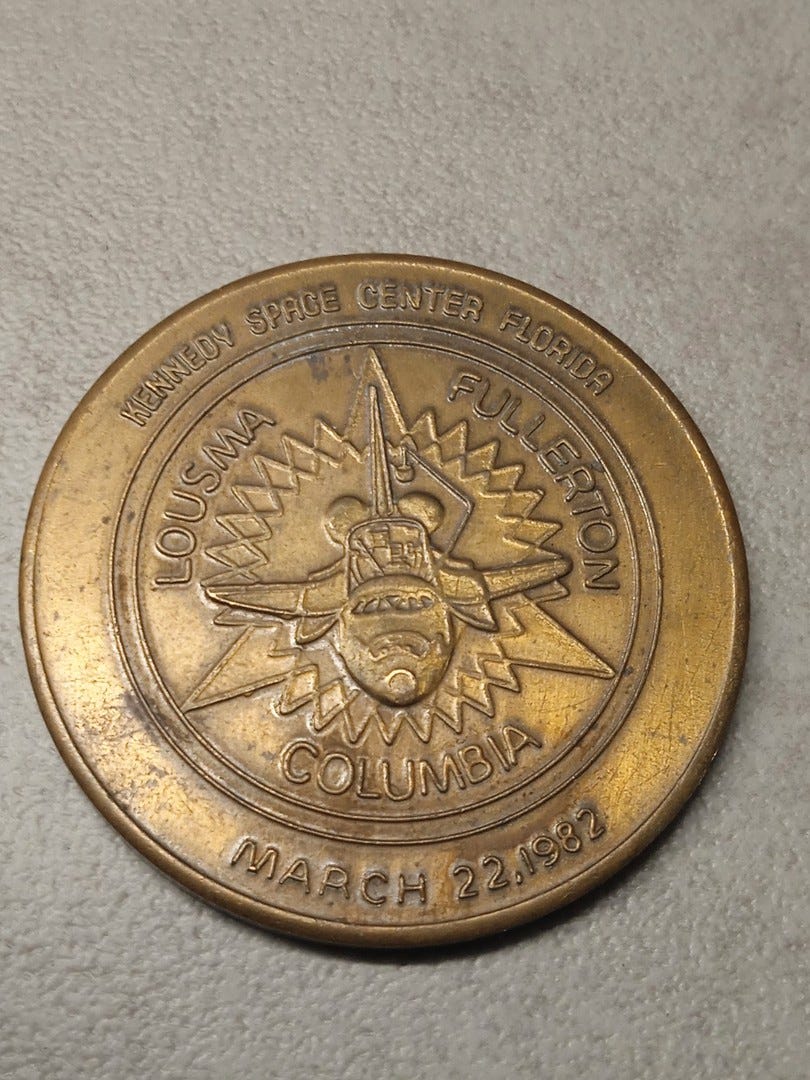 KENNEDY SPACE CENTER FLORIDA
LOUSMA
FULLERTON
COLUMBIA
MARCH 22,1982